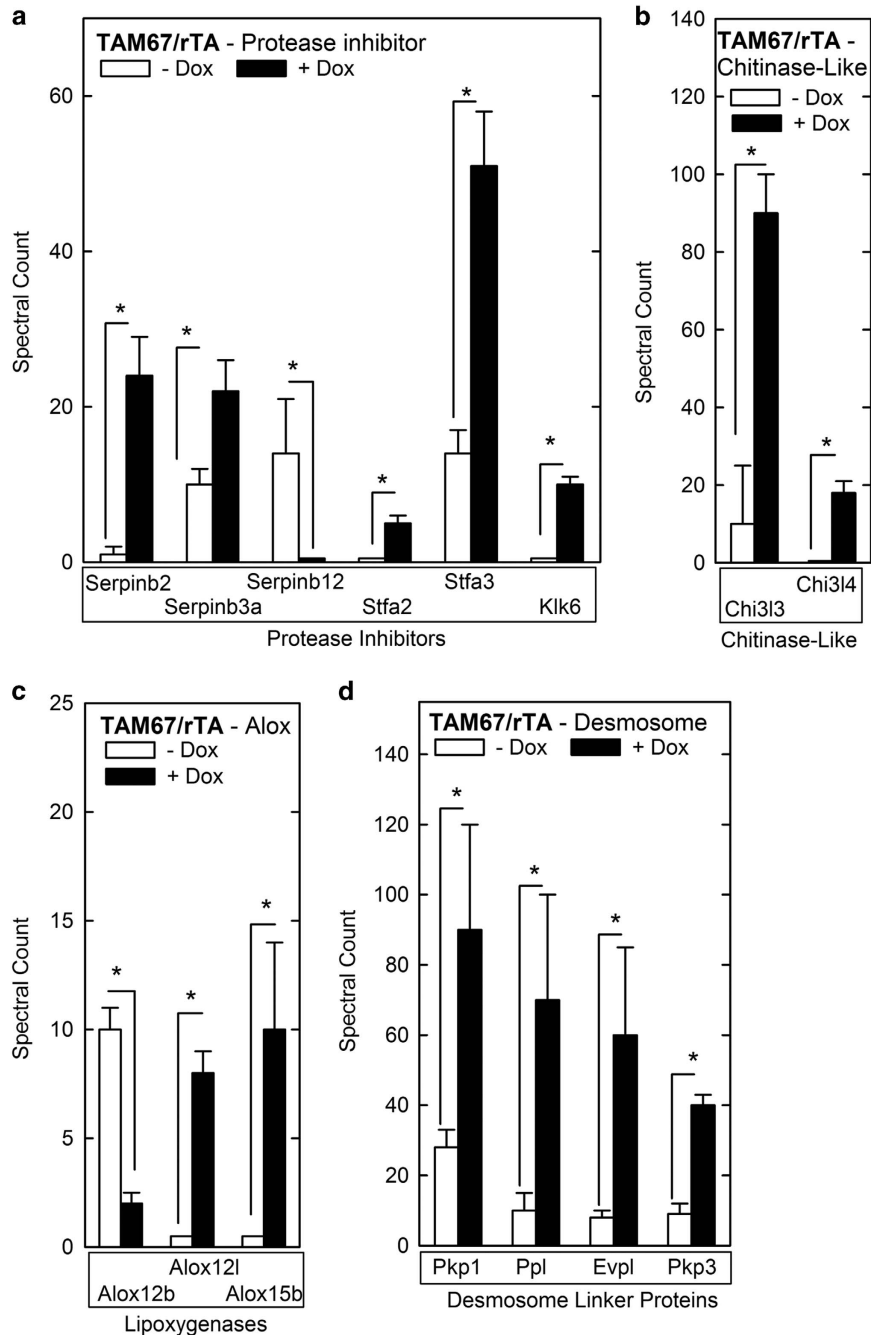 a
TAM67/rTA - Protease inhibitor
- Dox + Dox
60
40
20
0
Spectral Count
*
*
*
*
*
*
Serpinb2 Serpinb12 Stfa3
Serpinb3a Stfa2 Klk6
Protease Inhibitors
b
140
120
100
80
60
40
20
0
Spectral Count
TAM67/rTA -
Chitinase-Like
- Dox
+ Dox
*
*
Chi3l4
Chi3l3
Chitinase-Like
c
25
20
15
10
5
0
Spectral Count
TAM67/rTA - Alox
- Dox
+ Dox
*
*
*
Alox12l
Alox12b Alox15b
Lipoxygenases
d
140
120
100
80
60
40
20
0
Spectral Count
TAM67/rTA - Desmosome
- Dox + Dox
*
*
*
*
Pkp1 Ppl Evpl Pkp3
Desmosome Linker Proteins